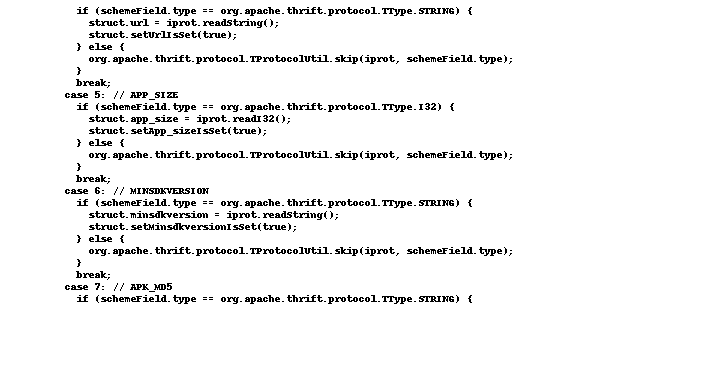 if (schemeField.type == org.apache.thrift.protocol.TType.STRING) {
struct.url = iprot.readString();
struct.setUrlIsSet(true);
} else {
org.apache.thrift.protocol.TProtocolUtil.skip(iprot, schemeField.type);
}
break;
case 5: // APP_SIZE
if (schemeField.type == org.apache.thrift.protocol.TType.I32) {
struct.app_size = iprot.readI32();
struct.setApp_sizeIsSet(true);
} else {
org.apache.thrift.protocol.TProtocolUtil.skip(iprot, schemeField.type);
}
break;
case 6: // MINSDKVERSION
if (schemeField.type == org.apache.thrift.protocol.TType.STRING) {
struct.minsdkversion = iprot.readString();
struct.setMinsdkversionIsSet(true);
} else {
org.apache.thrift.protocol.TProtocolUtil.skip(iprot, schemeField.type);
}
break;
case 7: // APK_MD5
if (schemeField.type == org.apache.thrift.protocol.TType.STRING) {